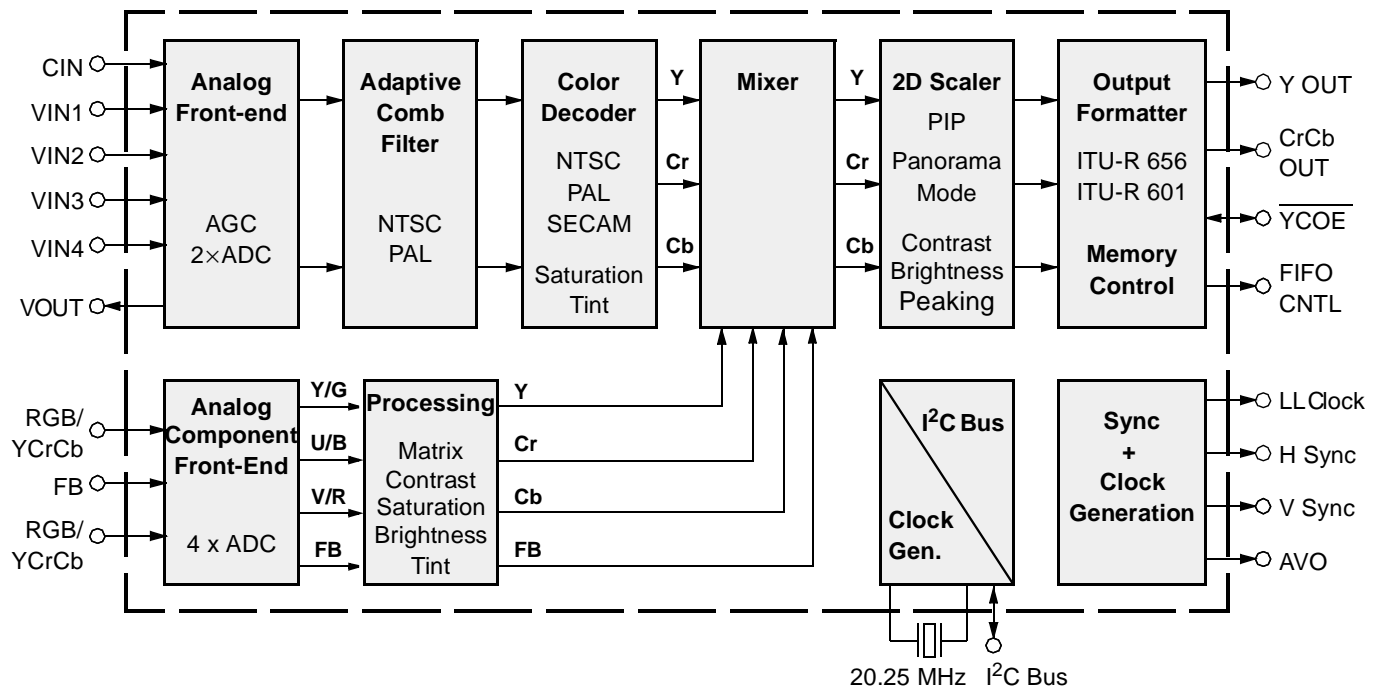 CIN
VIN1
VIN2
VIN3
VIN4
VOUT
Analog
Front-end
AGC
2×ADC
Adaptive
Comb
Filter
NTSC
PAL
Color
Decoder
NTSC
PAL
SECAM
Saturation
Tint
Y
Cr
Cb
Mixer
Y
Cr
Cb
2D Scaler
PIP
Panorama
Mode
Contrast
Brightness
Peaking
Output
Formatter
ITU-R 656
ITU-R 601
Memory
Control
Y OUT
CrCb
OUT
YCOE
FIFO
CNTL
RGB/
YCrCb
FB
RGB/
YCrCb
Analog
Component
Front-End
4 x ADC
Y/G
U/B
V/R
FB
Processing
Matrix
Contrast
Saturation
Brightness
Tint
Y
Cr
Cb
FB
I²C Bus
Clock
Gen.
20.25 MHz
I²C Bus
Sync
+
Clock
Generation
LL Clock
H Sync
V Sync
AVO